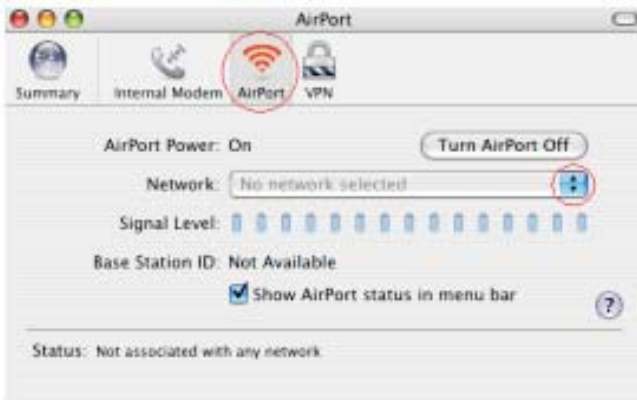 AirPort
Summary
Internal Modem
AirPort
VPN
AirPort Power: On
Turn AirPort Off
Network: No network selected
Signal Level:
Base Station ID: Not Available
Show AirPort status in menu bar
?
Status: Not associated with any network